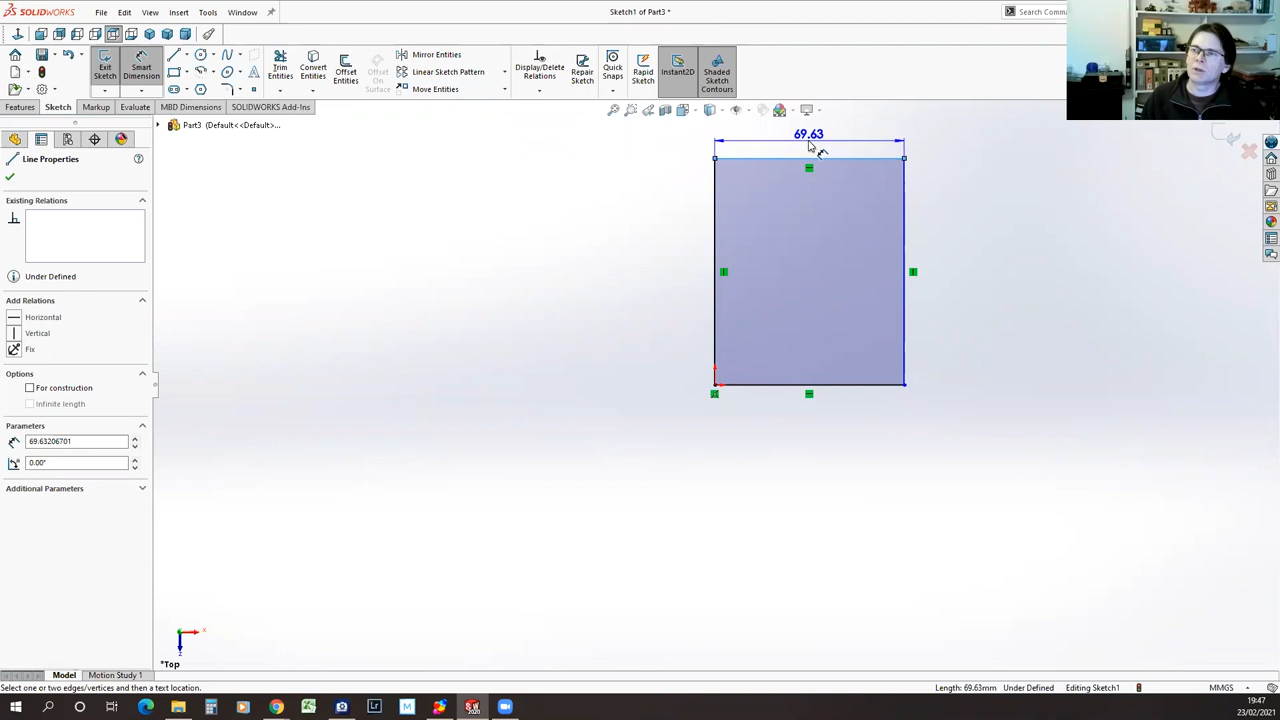 SOLIDWORKS
File
Edit
View
Insert
Tools
Window
Sketch1 of Part3 *
Search Comm
Exit Sketch
Smart Dimension
Trim Entities
Convert Entities
Offset Entities
Offset On Surface
Mirror Entities
Linear Sketch Pattern
Move Entities
Display/Delete Relations
Repair Sketch
Quick Snaps
Rapid Sketch
Instant2D
Shaded Sketch Contours
Features
Sketch
Markup
Evaluate
MBD Dimensions
SOLIDWORKS Add-Ins
Part3 (Default<<Default>...
69.63
Line Properties
Existing Relations
Under Defined
Add Relations
Horizontal
Vertical
Fix
Options
For construction
Infinite length
Parameters
69.63206701
0.00°
Additional Parameters
x
z
*Top
Model
Motion Study 1
Select one or two edges/vertices and then a text location.
Length: 69.63mm
Under Defined
Editing Sketch1
MMGS
19:47
23/02/2021